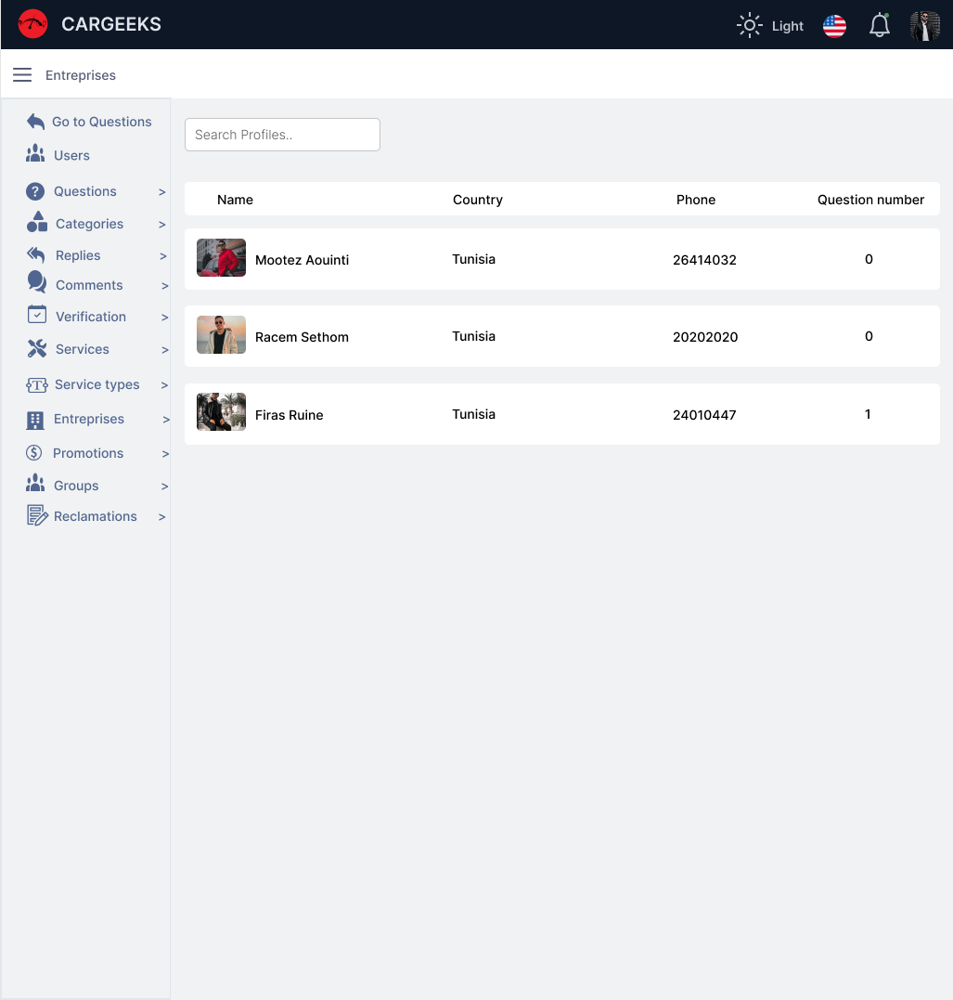 CARGEEKS
Light
Entreprises
Go to Questions
Users
Questions >
Categories >
Replies >
Comments >
Verification >
Services >
Service types >
Entreprises >
Promotions >
Groups >
Reclamations >
Search Profiles..
Name Country Phone Question number
Mootez Aouinti Tunisia 26414032 0
Racem Sethom Tunisia 20202020 0
Firas Ruine Tunisia 24010447 1